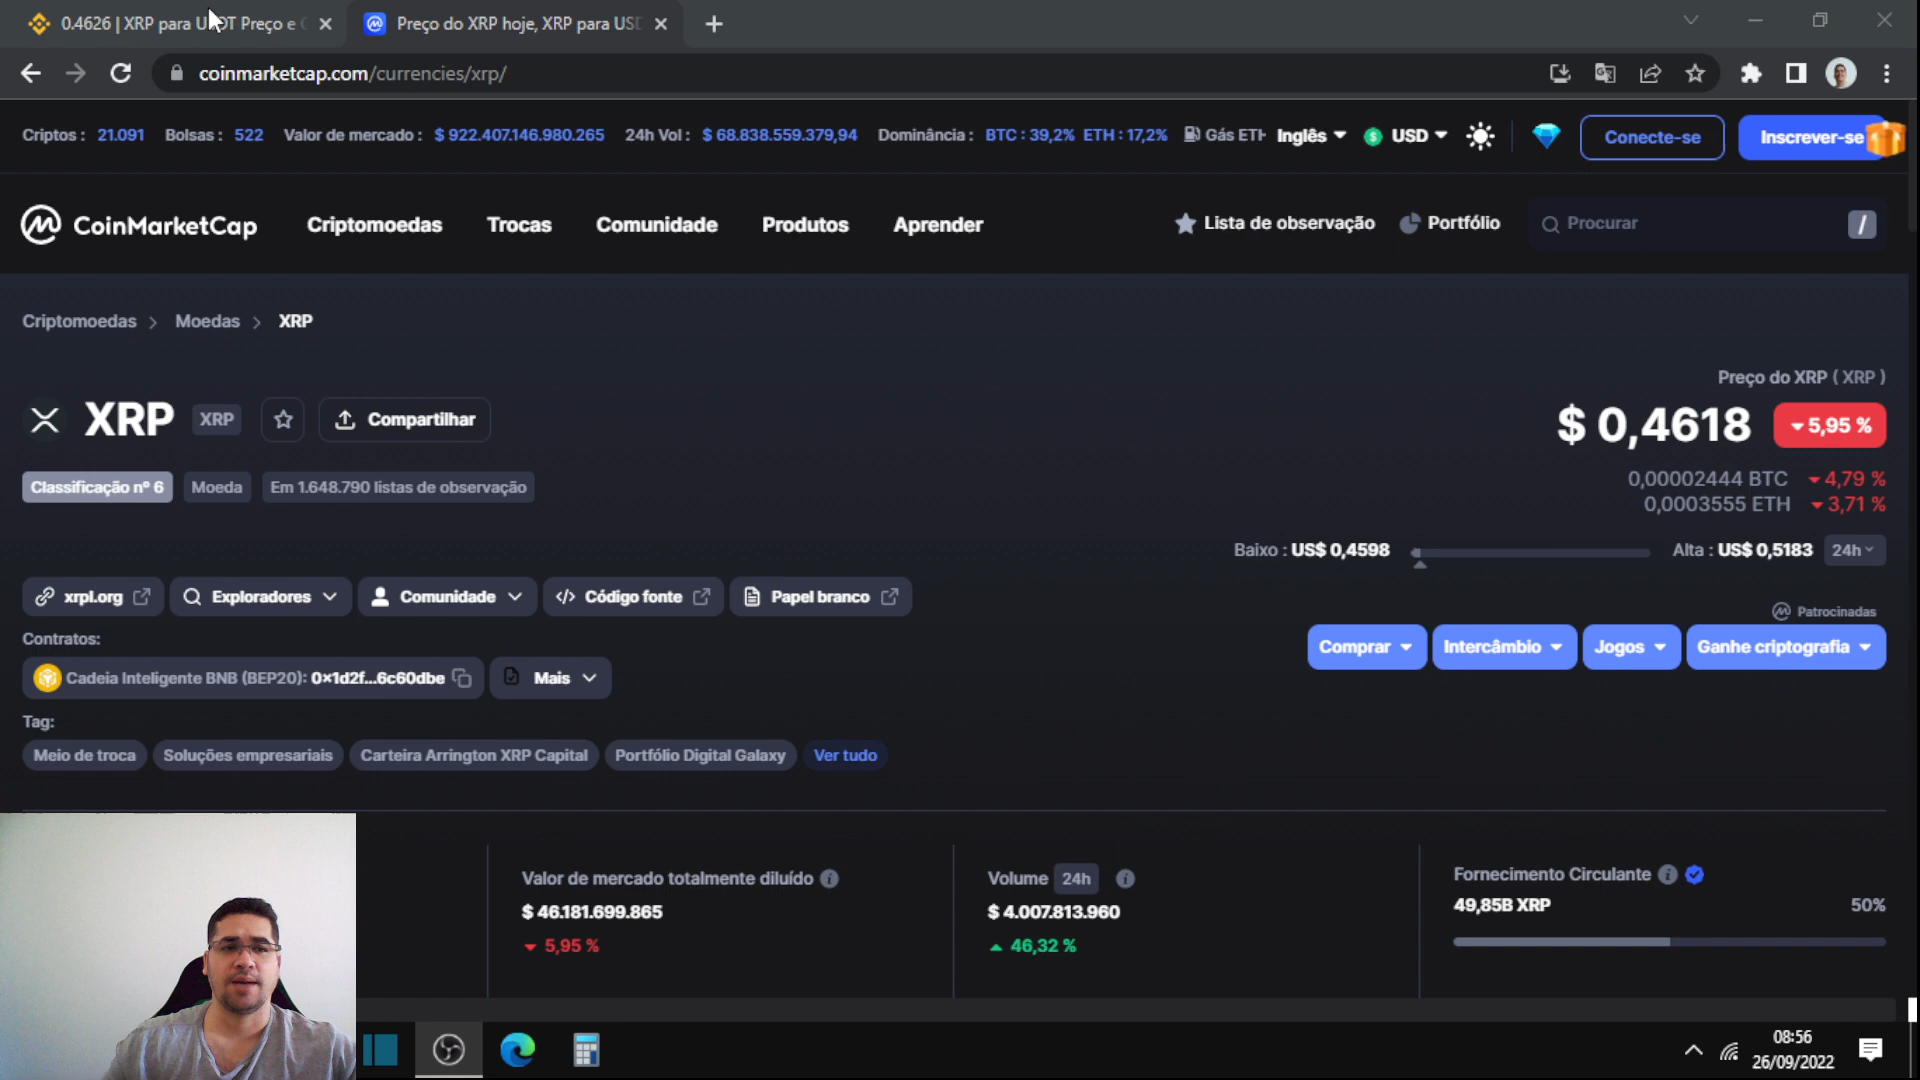 0.4626 | XRP para USDT Preço e
Preço do XRP hoje, XRP para USD
coinmarketcap.com/currencies/xrp/
Criptos : 21.091 Bolsas : 522 Valor de mercado : $ 922.407.146.980.265 24h Vol : $ 68.838.559.379,94 Dominância : BTC : 39,2% ETH : 17,2% Gás ETH Inglês USD Conecte-se Inscrever-se
CoinMarketCap Criptomoedas Trocas Comunidade Produtos Aprender Lista de observação Portfólio Procurar /
Criptomoedas > Moedas > XRP
Preço do XRP ( XRP )
XRP XRP Compartilhar $ 0,4618 5,95 %
Classificação nº 6 Moeda Em 1.648.790 listas de observação
0,00002444 BTC 4,79 %
0,0003555 ETH 3,71 %
Baixo : US$ 0,4598 Alta : US$ 0,5183 24h
xrpl.org Exploradores Comunidade </> Código fonte Papel branco
Patrocinadas
Contratos:
Comprar Intercâmbio Jogos Ganhe criptografia
Cadeia Inteligente BNB (BEP20): 0x1d2f...6c60dbe Mais
Tag:
Meio de troca Soluções empresariais Carteira Arrington XRP Capital Portfólio Digital Galaxy Ver tudo
Valor de mercado totalmente diluído
$ 46.181.699.865
5,95 %
Volume 24h
$ 4.007.813.960
46,32 %
Fornecimento Circulante
49,85B XRP 50%
08:56
26/09/2022